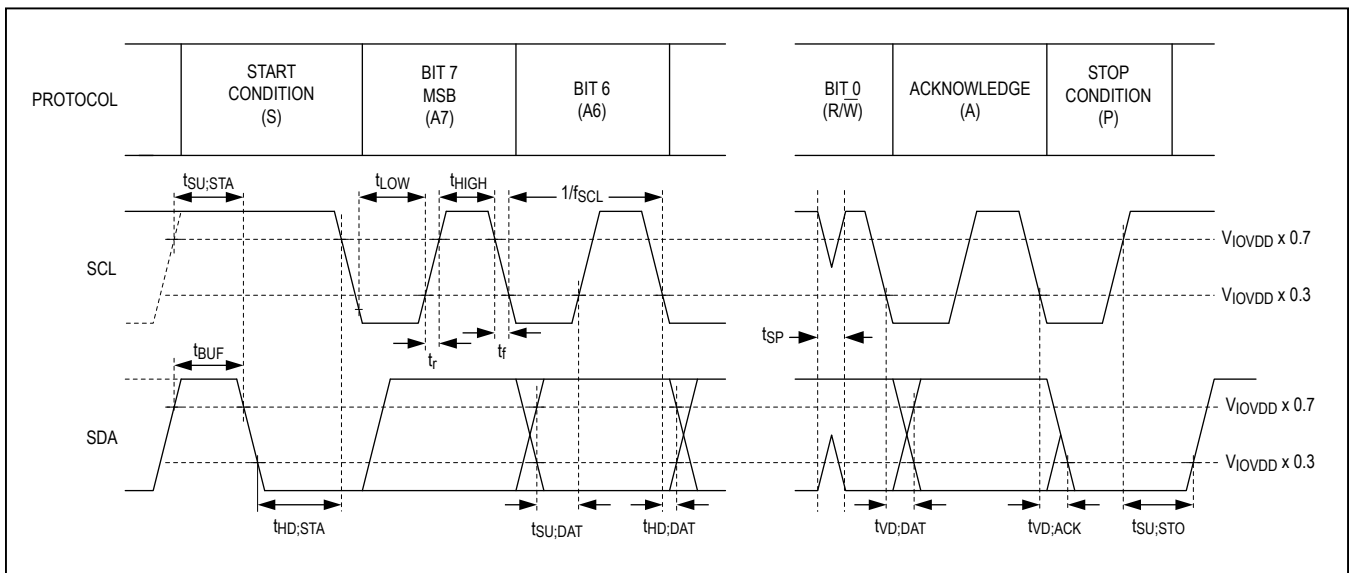 PROTOCOL
START
CONDITION
(S)
BIT 7
MSB
(A7)
BIT 6
(A6)
BIT 0
(R/W̅)
ACKNOWLEDGE
(A)
STOP
CONDITION
(P)
tSU;STA
tLOW
tHIGH
1/fSCL
SCL
VIOVDD x 0.7
VIOVDD x 0.3
tr
tf
tSP
tBUF
SDA
VIOVDD x 0.7
VIOVDD x 0.3
tHD;STA
tSU;DAT
tHD;DAT
tVD;DAT
tVD;ACK
tSU;STO